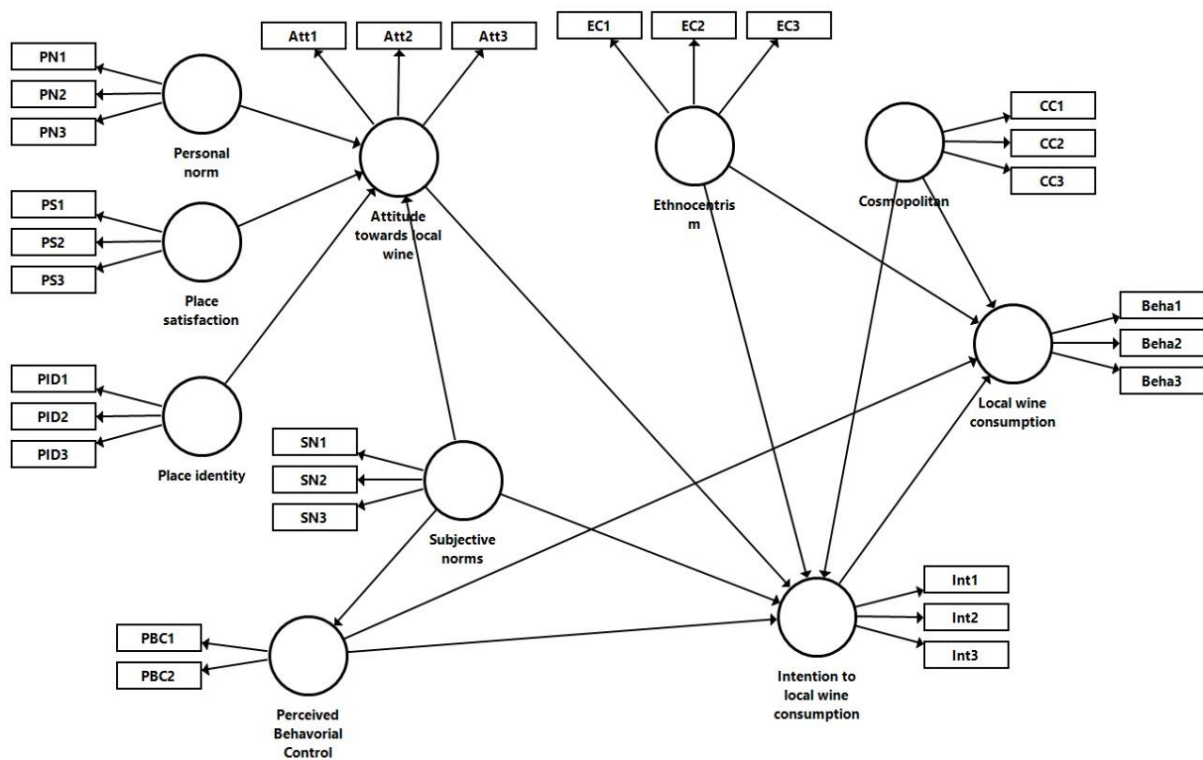 Att1
Att2
Att3
EC1
EC2
EC3
PN1
PN2
PN3
Personal
norm
CC1
CC2
CC3
Attitude
towards local
wine
Ethnocentris
m
Cosmopolitan
PS1
PS2
PS3
Place
satisfaction
Beha1
Beha2
Beha3
Local wine
consumption
PID1
PID2
PID3
Place identity
SN1
SN2
SN3
Subjective
norms
PBC1
PBC2
Perceived
Behavorial
Control
Int1
Int2
Int3
Intention to
local wine
consumption